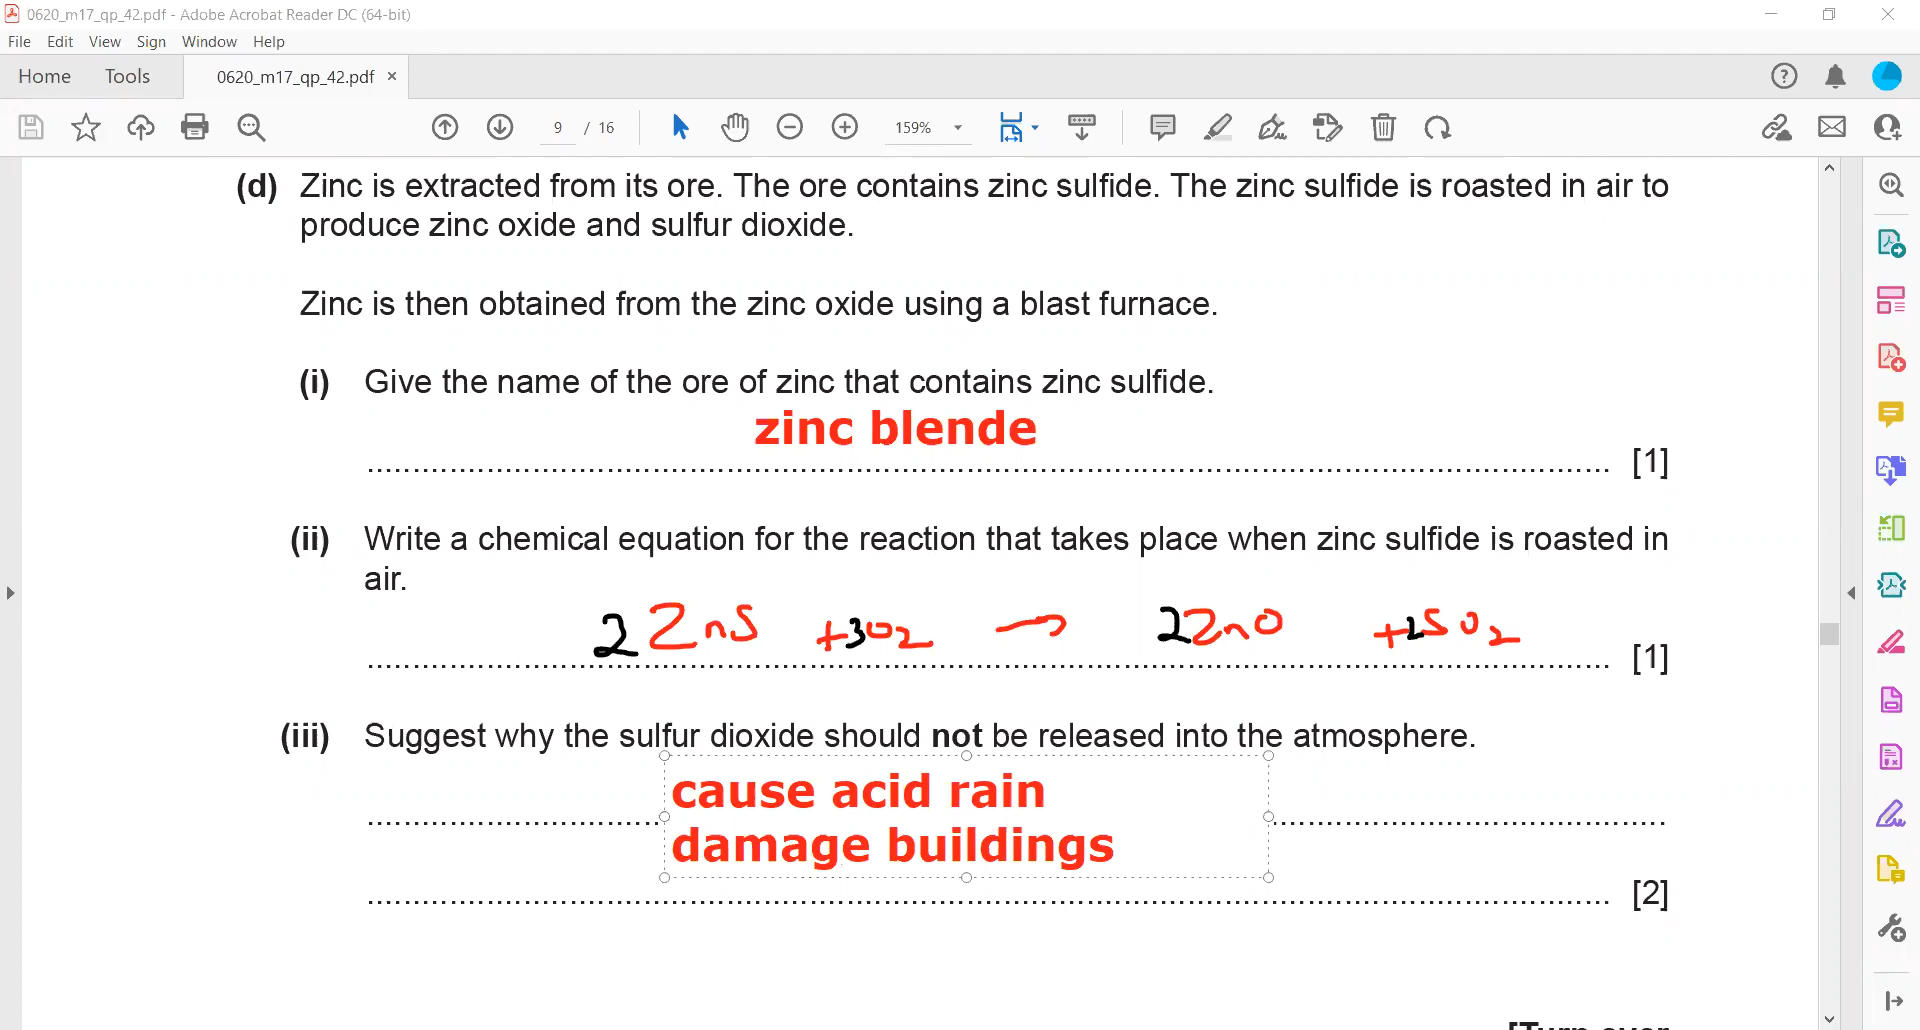 0620_m17_qp_42.pdf - Adobe Acrobat Reader DC (64-bit)
File Edit View Sign Window Help
Home Tools 0620_m17_qp_42.pdf ×
9 / 16 159%
(d) Zinc is extracted from its ore. The ore contains zinc sulfide. The zinc sulfide is roasted in air to
produce zinc oxide and sulfur dioxide.
Zinc is then obtained from the zinc oxide using a blast furnace.
(i) Give the name of the ore of zinc that contains zinc sulfide.
zinc blende
[1]
(ii) Write a chemical equation for the reaction that takes place when zinc sulfide is roasted in
air.
2 ZnS +3O2 → 2ZnO +2SO2
[1]
(iii) Suggest why the sulfur dioxide should not be released into the atmosphere.
cause acid rain
damage buildings
[2]
[Turn over